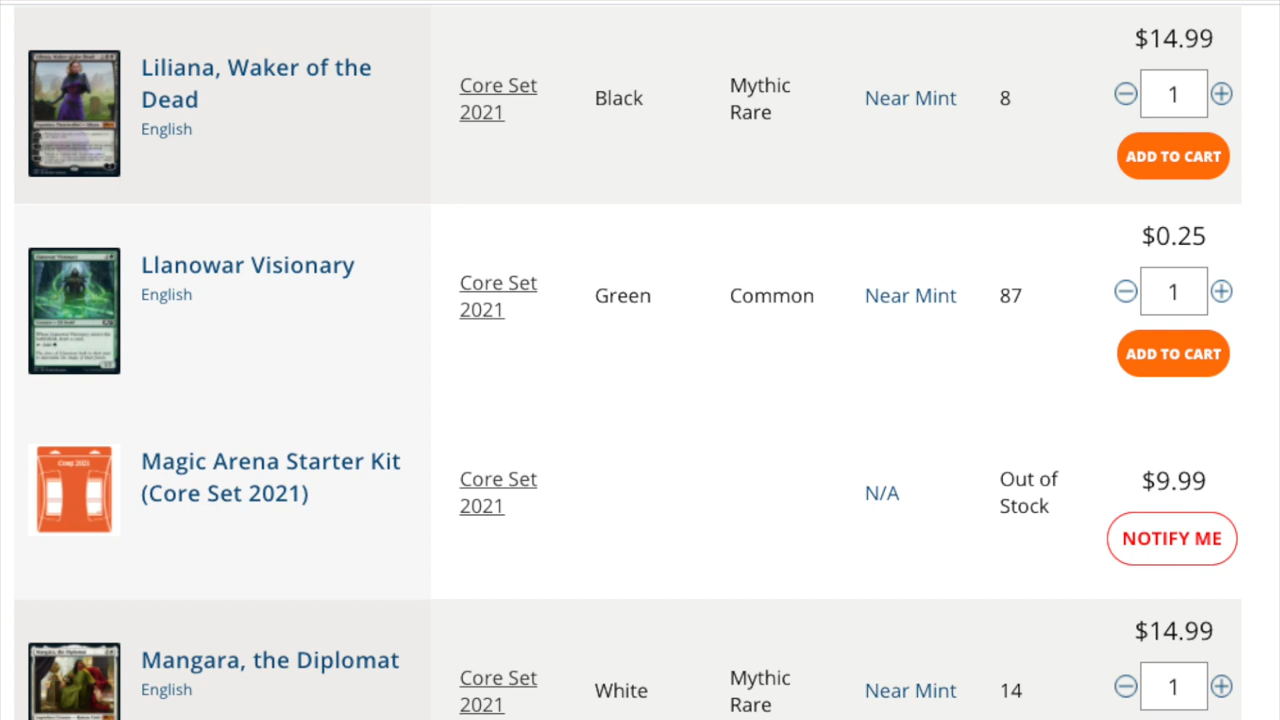 $14.99
Liliana, Waker of the
Dead
English
Core Set
2021
Black
Mythic
Rare
Near Mint
8
1
ADD TO CART
$0.25
Llanowar Visionary
English
Core Set
2021
Green
Common
Near Mint
87
1
ADD TO CART
Magic Arena Starter Kit
(Core Set 2021)
Core Set
2021
N/A
Out of
Stock
$9.99
NOTIFY ME
$14.99
Mangara, the Diplomat
English
Core Set
2021
White
Mythic
Rare
Near Mint
14
1